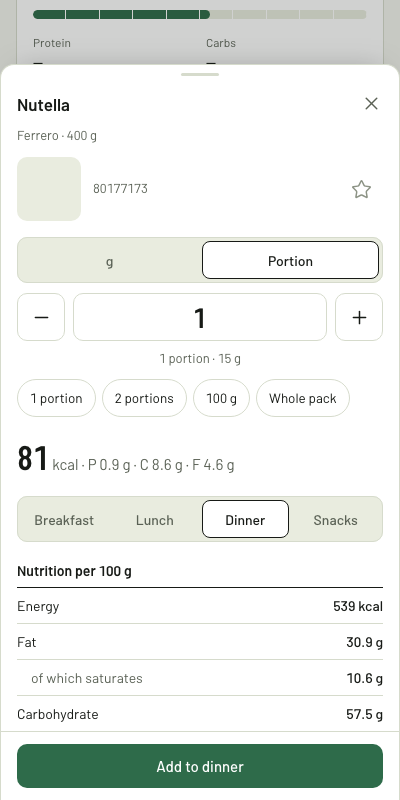 Protein Carbs
Nutella
Ferrero · 400 g
80177173
g Portion
− 1 +
1 portion · 15 g
1 portion 2 portions 100 g Whole pack
81 kcal · P 0.9 g · C 8.6 g · F 4.6 g
Breakfast Lunch Dinner Snacks
Nutrition per 100 g
Energy 539 kcal
Fat 30.9 g
of which saturates 10.6 g
Carbohydrate 57.5 g
Add to dinner